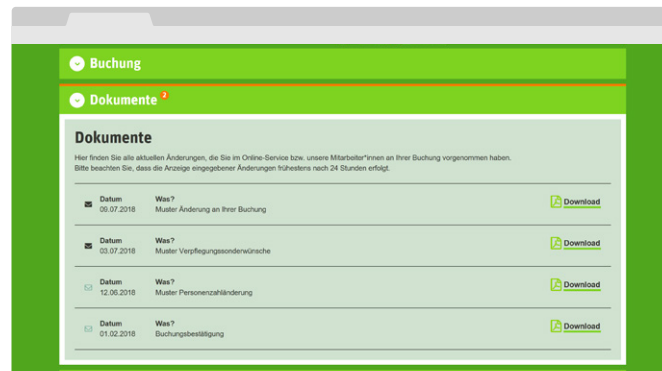 Buchung
Dokumente 2
Dokumente
Hier finden Sie alle aktuellen Änderungen, die Sie im Online-Service bzw. unsere Mitarbeiter*innen an Ihrer Buchung vorgenommen haben.
Bitte beachten Sie, dass die Anzeige eingegebener Änderungen frühestens nach 24 Stunden erfolgt.
Datum Was?
09.07.2018 Muster Änderung an Ihrer Buchung Download
Datum Was?
03.07.2018 Muster Verpflegungssonderwünsche Download
Datum Was?
12.06.2018 Muster Personenzahländerung Download
Datum Was?
01.02.2018 Buchungsbestätigung Download